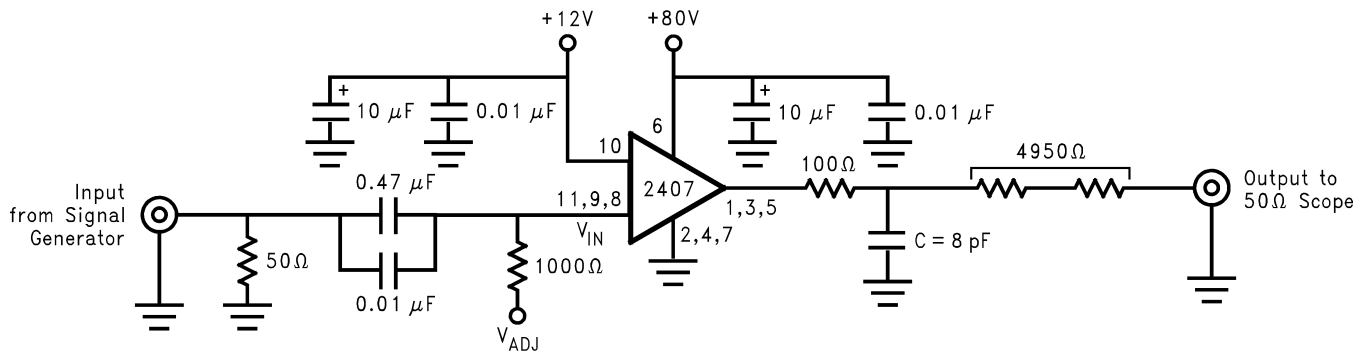 +12V
+80V
+
10 µF
0.01 µF
+
10 µF
0.01 µF
10
6
2407
11,9,8
V_IN
2,4,7
1,3,5
100Ω
4950Ω
C = 8 pF
Output to
50Ω Scope
Input
from Signal
Generator
50Ω
0.47 µF
0.01 µF
1000Ω
V_ADJ